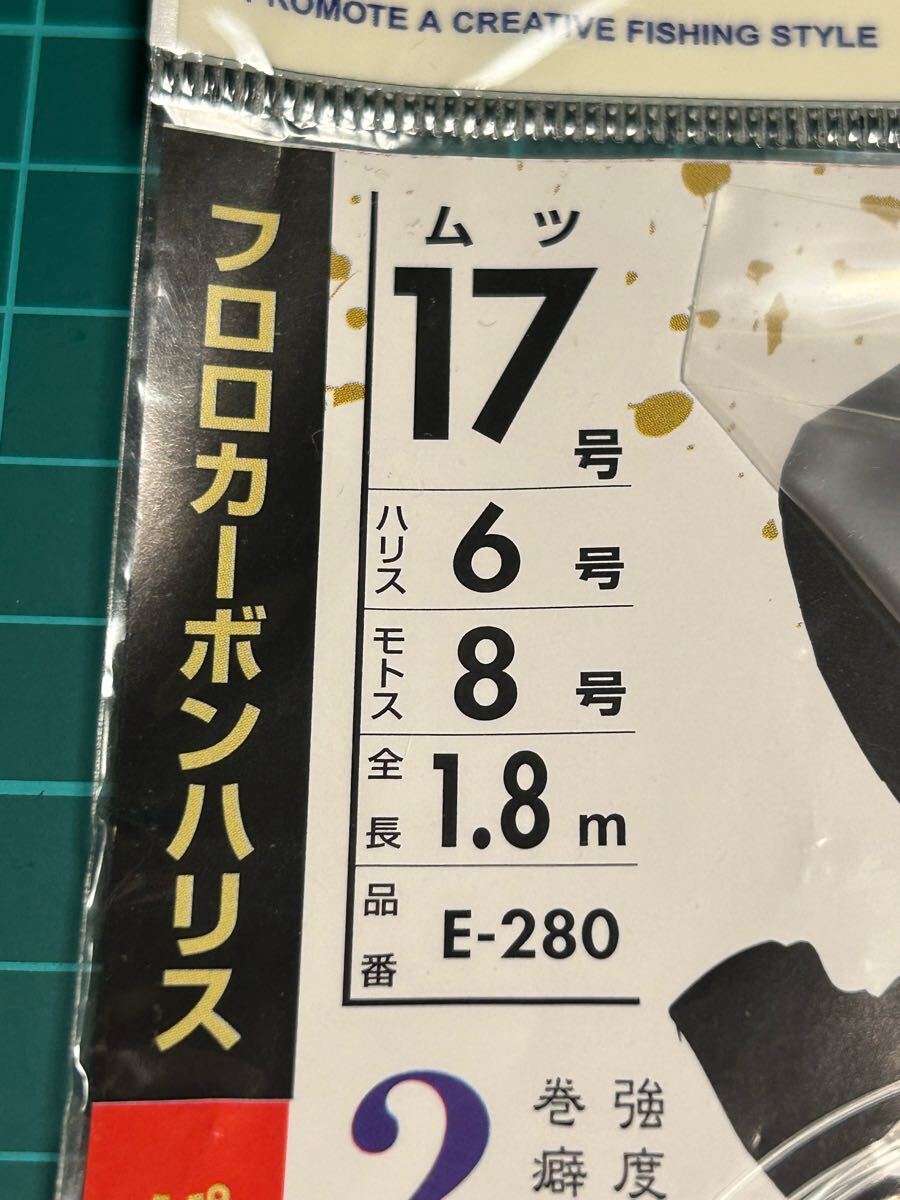 PROMOTE A CREATIVE FISHING STYLE
フロロカーボンハリス
ムツ
17号
ハリス 6号
モトス 8号
全長 1.8m
品番 E-280
2
強度
巻癖